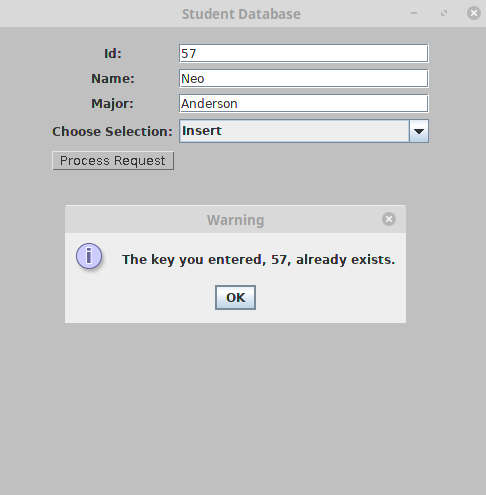 Student Database
Id: 57
Name: Neo
Major: Anderson
Choose Selection: Insert
Process Request
Warning
i
The key you entered, 57, already exists.
OK